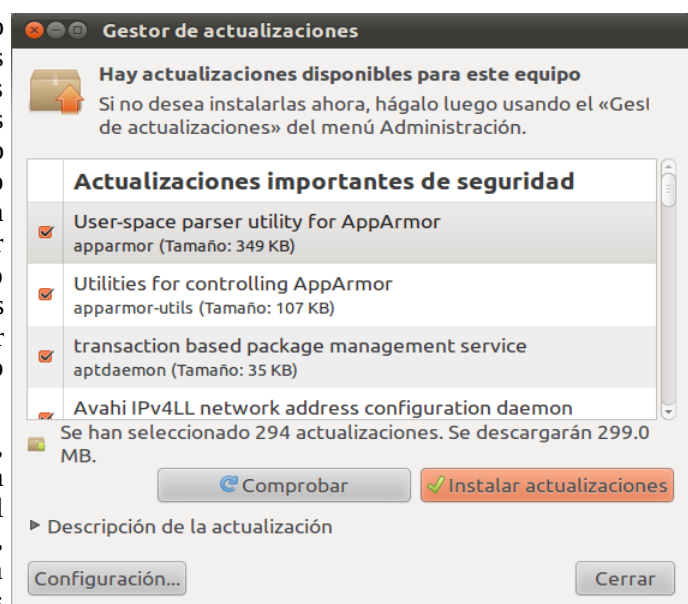 Gestor de actualizaciones
Hay actualizaciones disponibles para este equipo
Si no desea instalarlas ahora, hágalo luego usando el «Gest
de actualizaciones» del menú Administración.
Actualizaciones importantes de seguridad
User-space parser utility for AppArmor
apparmor (Tamaño: 349 KB)
Utilities for controlling AppArmor
apparmor-utils (Tamaño: 107 KB)
transaction based package management service
aptdaemon (Tamaño: 35 KB)
Avahi IPv4LL network address configuration daemon
Se han seleccionado 294 actualizaciones. Se descargarán 299.0
MB.
Comprobar
Instalar actualizaciones
Descripción de la actualización
Configuración...
Cerrar